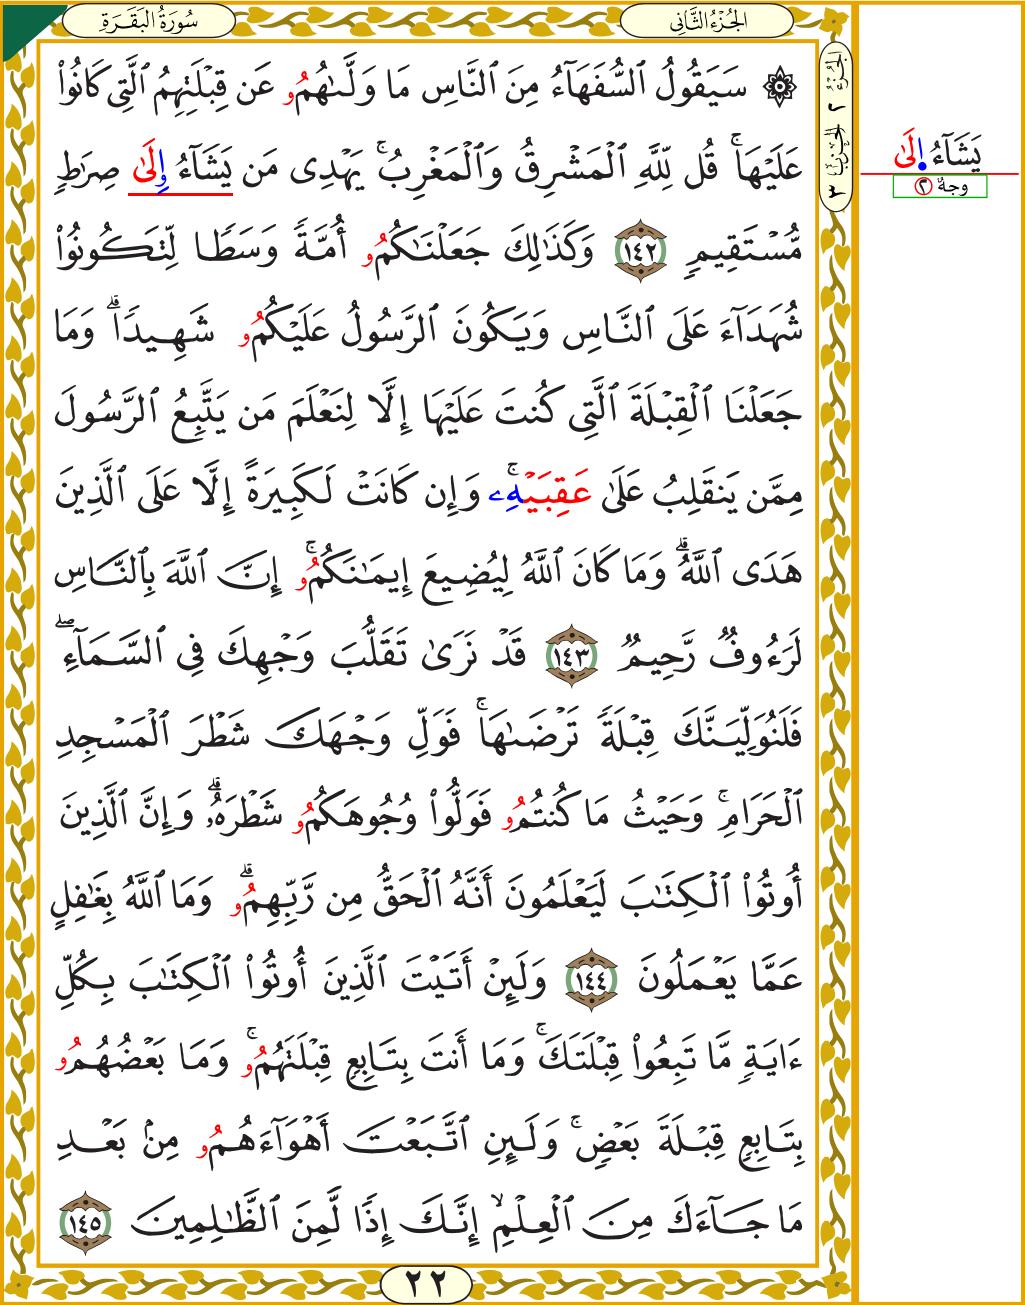 سُورَةُ البَقَرَةِ
الجُزْءُ الثَّانِي
الجُزْءُ ٢ الحِزْبُ ٣
۞ سَيَقُولُ ٱلسُّفَهَآءُ مِنَ ٱلنَّاسِ مَا وَلَّىٰهُمُۥ عَن قِبْلَتِهِمُ ٱلَّتِى كَانُوا۟
عَلَيْهَا ۚ قُل لِّلَّهِ ٱلْمَشْرِقُ وَٱلْمَغْرِبُ ۚ يَهْدِى مَن يَشَآءُ وِلَىٰ صِرَٰطٍ
مُّسْتَقِيمٍ ١٤٢ وَكَذَٰلِكَ جَعَلْنَٰكُمُۥ أُمَّةً وَسَطًا لِّتَكُونُوا۟
شُهَدَآءَ عَلَى ٱلنَّاسِ وَيَكُونَ ٱلرَّسُولُ عَلَيْكُمُۥ شَهِيدًا ۗ وَمَا
جَعَلْنَا ٱلْقِبْلَةَ ٱلَّتِى كُنتَ عَلَيْهَا إِلَّا لِنَعْلَمَ مَن يَتَّبِعُ ٱلرَّسُولَ
مِمَّن يَنقَلِبُ عَلَىٰ عَقِبَيْهِۦ ۚ وَإِن كَانَتْ لَكَبِيرَةً إِلَّا عَلَى ٱلَّذِينَ
هَدَى ٱللَّهُ ۗ وَمَا كَانَ ٱللَّهُ لِيُضِيعَ إِيمَٰنَكُمُۥ ۚ إِنَّ ٱللَّهَ بِٱلنَّاسِ
لَرَءُوفٌ رَّحِيمٌ ١٤٣ قَدْ نَرَىٰ تَقَلُّبَ وَجْهِكَ فِى ٱلسَّمَآءِ ۖ
فَلَنُوَلِّيَنَّكَ قِبْلَةً تَرْضَىٰهَا ۚ فَوَلِّ وَجْهَكَ شَطْرَ ٱلْمَسْجِدِ
ٱلْحَرَامِ ۚ وَحَيْثُ مَا كُنتُمُۥ فَوَلُّوا۟ وُجُوهَكُمُۥ شَطْرَهُۥ ۗ وَإِنَّ ٱلَّذِينَ
أُوتُوا۟ ٱلْكِتَٰبَ لَيَعْلَمُونَ أَنَّهُ ٱلْحَقُّ مِن رَّبِّهِمُۥ ۗ وَمَا ٱللَّهُ بِغَٰفِلٍ
عَمَّا يَعْمَلُونَ ١٤٤ وَلَئِنْ أَتَيْتَ ٱلَّذِينَ أُوتُوا۟ ٱلْكِتَٰبَ بِكُلِّ
ءَايَةٍ مَّا تَبِعُوا۟ قِبْلَتَكَ ۚ وَمَا أَنتَ بِتَابِعٍ قِبْلَتَهُمُۥ ۚ وَمَا بَعْضُهُمُۥ
بِتَابِعٍ قِبْلَةَ بَعْضٍ ۚ وَلَئِنِ ٱتَّبَعْتَ أَهْوَآءَهُمُۥ مِنۢ بَعْدِ
مَا جَآءَكَ مِنَ ٱلْعِلْمِ ۙ إِنَّكَ إِذًا لَّمِنَ ٱلظَّٰلِمِينَ ١٤٥
٢٢
يَشَآءُ اِلَىٰ
وجهٌ ٢